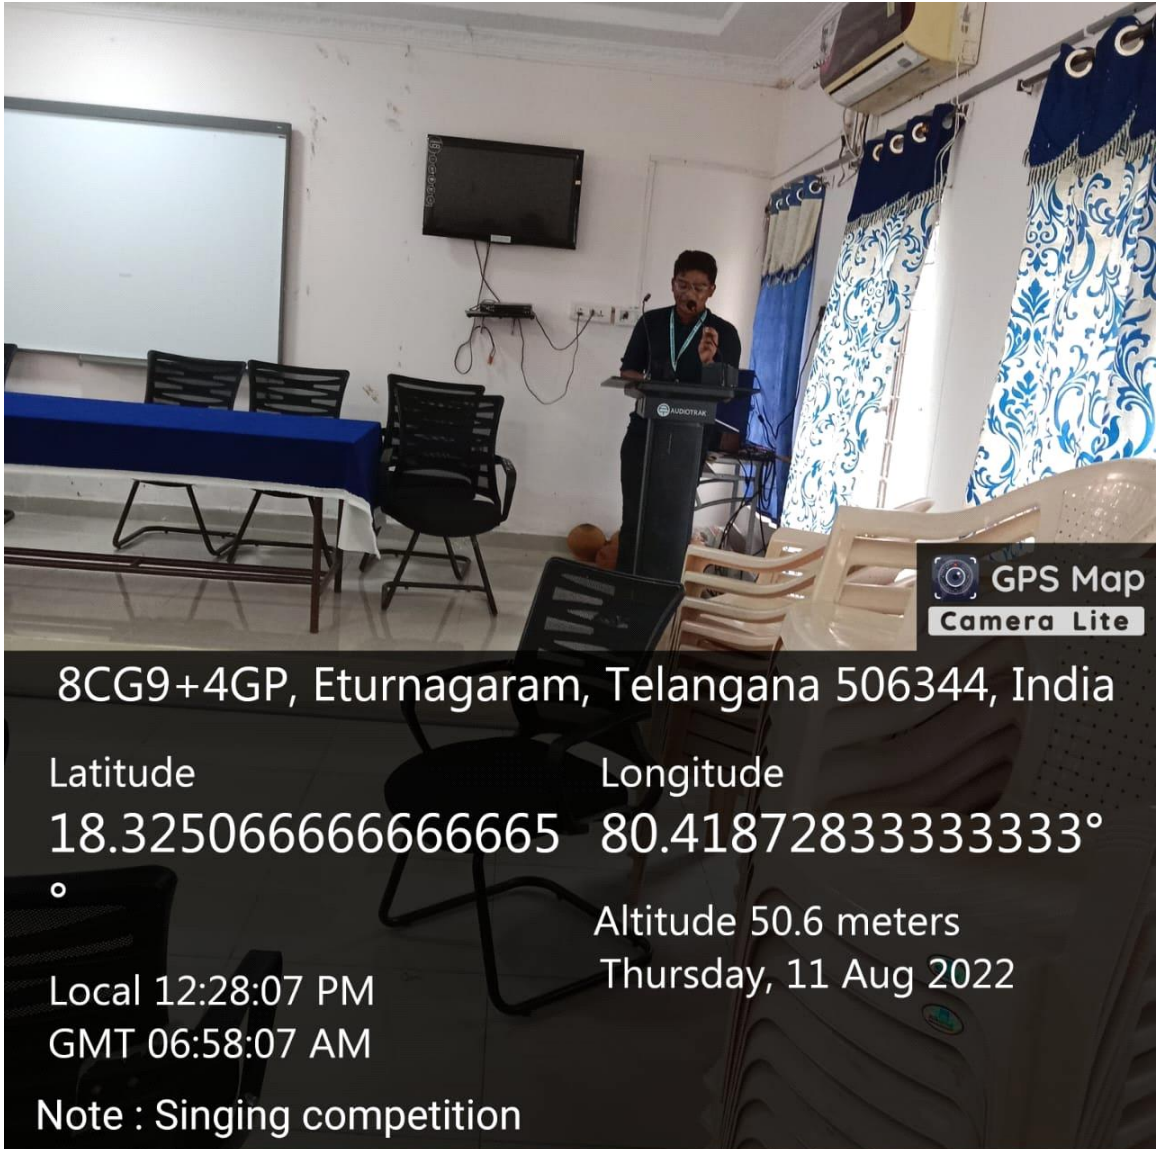 AUDIOTRAK
GPS Map
Camera Lite
8CG9+4GP, Eturnagaram, Telangana 506344, India
Latitude
18.325066666666665
°
Longitude
80.41872833333333°
Altitude 50.6 meters
Thursday, 11 Aug 2022
Local 12:28:07 PM
GMT 06:58:07 AM
Note : Singing competition